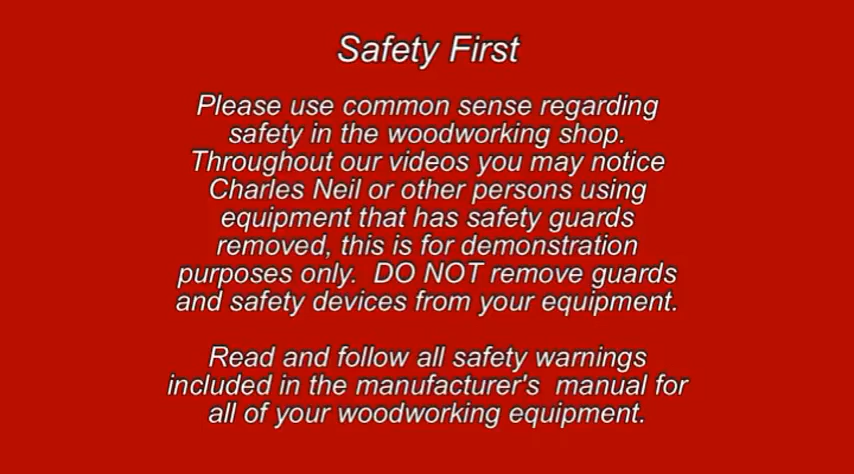 Safety First
Please use common sense regarding
safety in the woodworking shop.
Throughout our videos you may notice
Charles Neil or other persons using
equipment that has safety guards
removed, this is for demonstration
purposes only.  DO NOT remove guards
and safety devices from your equipment.
Read and follow all safety warnings
included in the manufacturer's  manual for
all of your woodworking equipment.